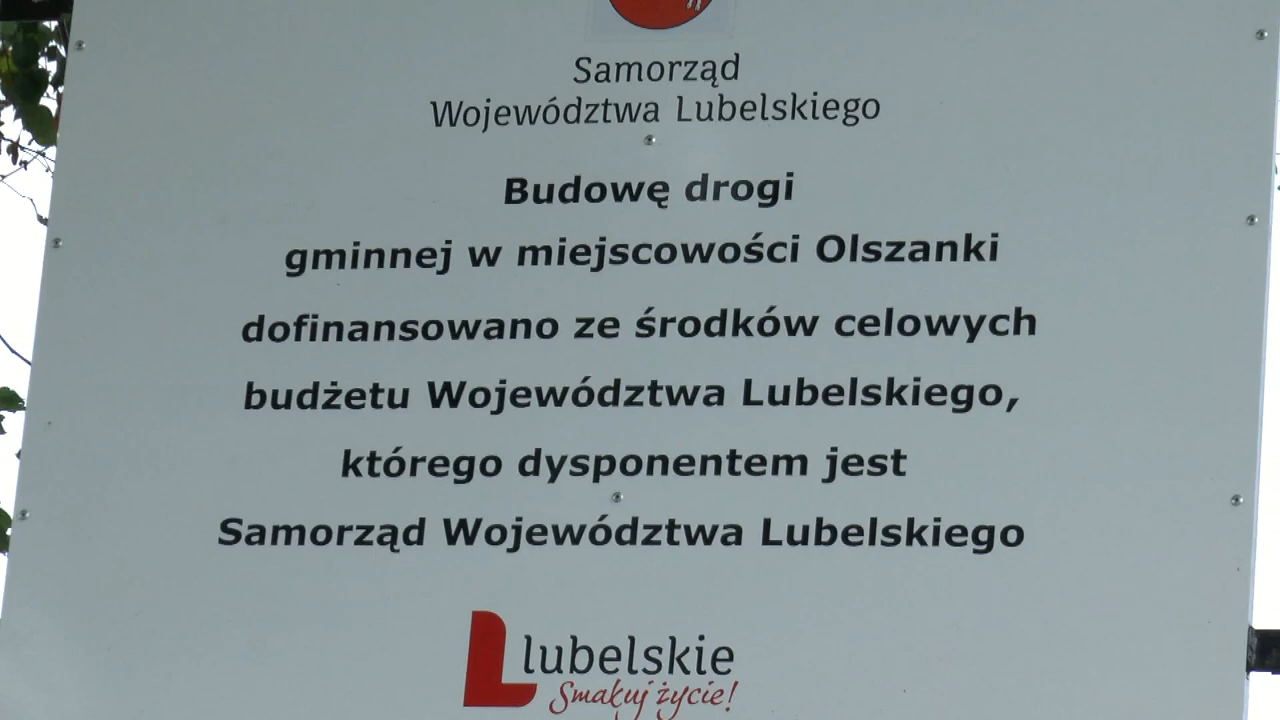 Samorząd
Województwa Lubelskiego
Budowę drogi
gminnej w miejscowości Olszanki
dofinansowano ze środków celowych
budżetu Województwa Lubelskiego,
którego dysponentem jest
Samorząd Województwa Lubelskiego
lubelskie
Smakuj życie!